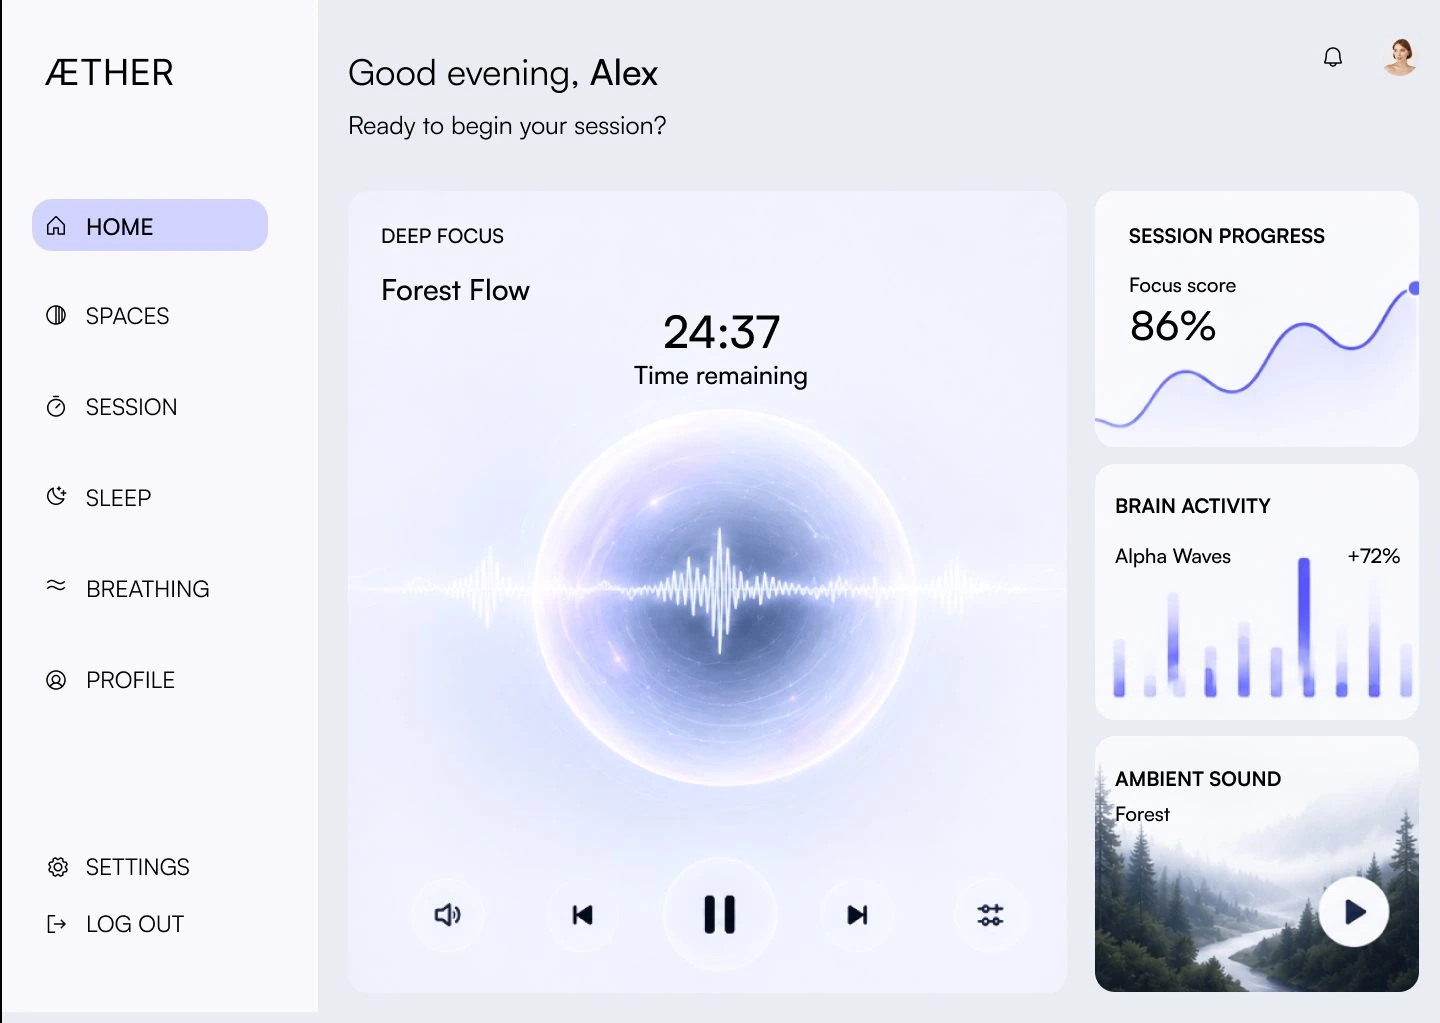 ÆTHER
HOME
SPACES
SESSION
SLEEP
BREATHING
PROFILE
SETTINGS
LOG OUT
Good evening, Alex
Ready to begin your session?
DEEP FOCUS
Forest Flow
24:37
Time remaining
SESSION PROGRESS
Focus score
86%
BRAIN ACTIVITY
Alpha Waves +72%
AMBIENT SOUND
Forest